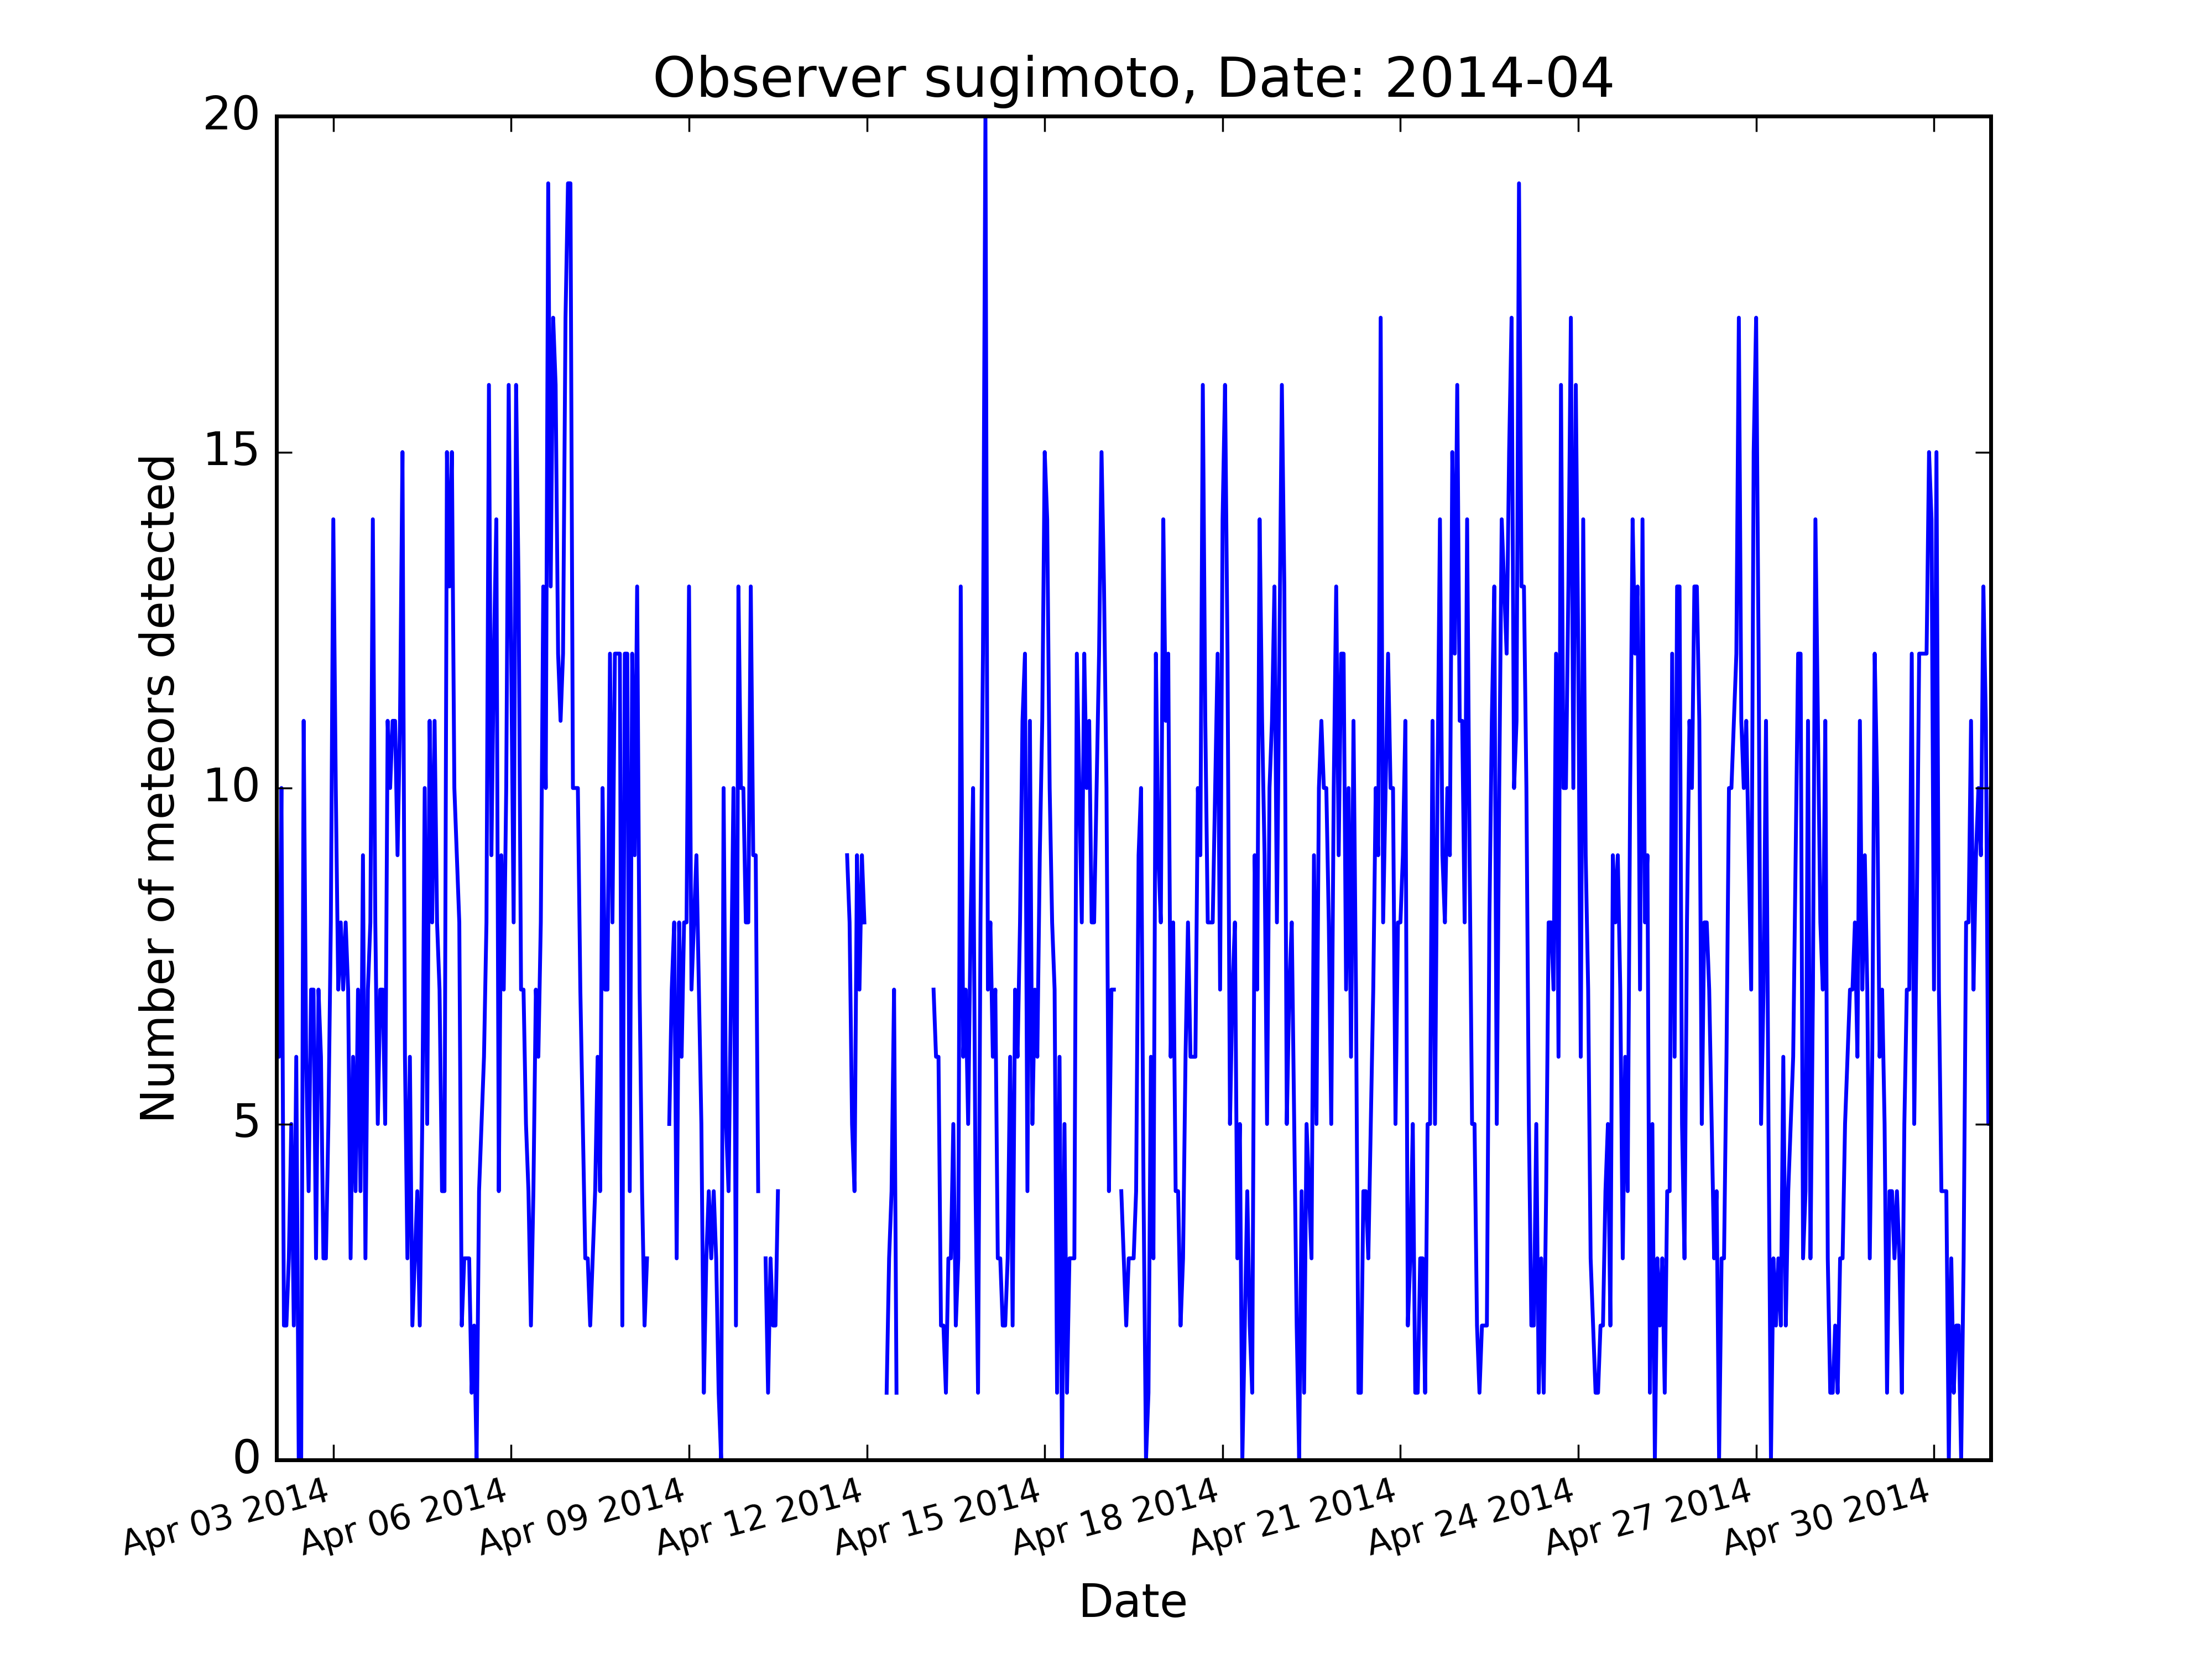 Observer sugimoto, Date: 2014-04
Number of meteors detected
20
15
10
5
0
Apr 03 2014
Apr 06 2014
Apr 09 2014
Apr 12 2014
Apr 15 2014
Apr 18 2014
Apr 21 2014
Apr 24 2014
Apr 27 2014
Apr 30 2014
Date